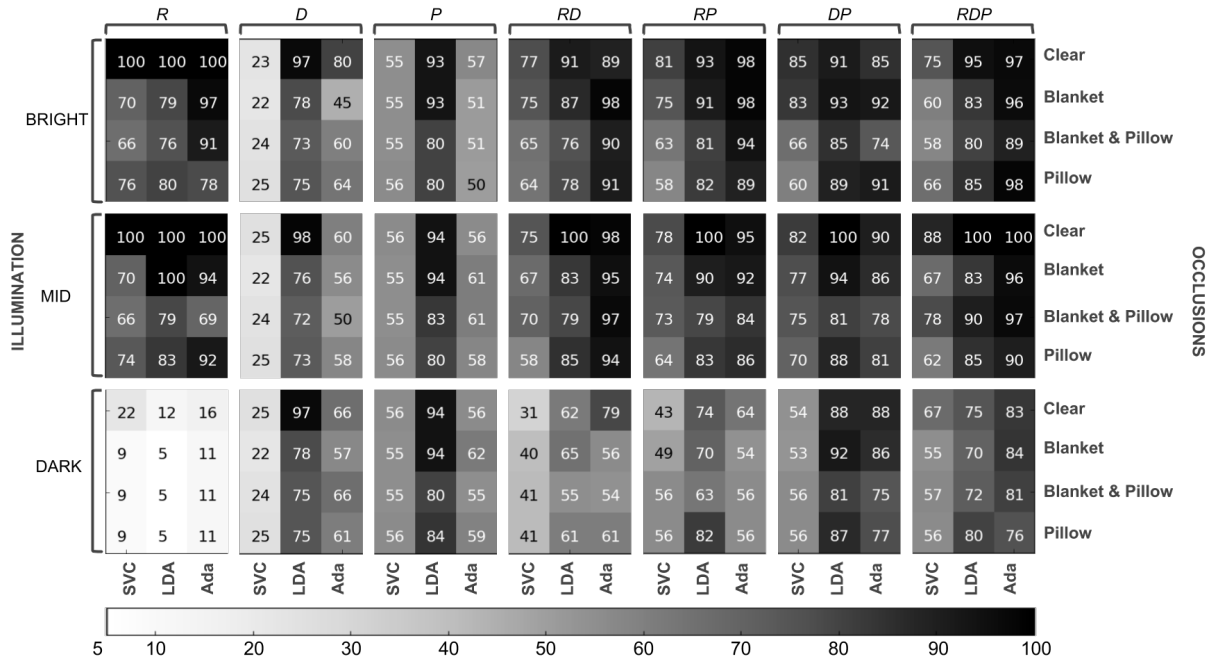 R D P RD RP DP RDP
100 100 100 23 97 80 55 93 57 77 91 89 81 93 98 85 91 85 75 95 97 Clear
70 79 97 22 78 45 55 93 51 75 87 98 75 91 98 83 93 92 60 83 96 Blanket
BRIGHT
66 76 91 24 73 60 55 80 51 65 76 90 63 81 94 66 85 74 58 80 89 Blanket & Pillow
76 80 78 25 75 64 56 80 50 64 78 91 58 82 89 60 89 91 66 85 98 Pillow
100 100 100 25 98 60 56 94 56 75 100 98 78 100 95 82 100 90 88 100 100 Clear
70 100 94 22 76 56 55 94 61 67 83 95 74 90 92 77 94 86 67 83 96 Blanket
MID
66 79 69 24 72 50 55 83 61 70 79 97 73 79 84 75 81 78 78 90 97 Blanket & Pillow
74 83 92 25 73 58 56 80 58 58 85 94 64 83 86 70 88 81 62 85 90 Pillow
ILLUMINATION
OCCLUSIONS
22 12 16 25 97 66 56 94 56 31 62 79 43 74 64 54 88 88 67 75 83 Clear
9 5 11 22 78 57 55 94 62 40 65 56 49 70 54 53 92 86 55 70 84 Blanket
DARK
9 5 11 24 75 66 55 80 55 41 55 54 56 63 56 56 81 75 57 72 81 Blanket & Pillow
9 5 11 25 75 61 56 84 59 41 61 61 56 82 56 56 87 77 56 80 76 Pillow
SVC LDA Ada SVC LDA Ada SVC LDA Ada SVC LDA Ada SVC LDA Ada SVC LDA Ada SVC LDA Ada
5 10 20 30 40 50 60 70 80 90 100